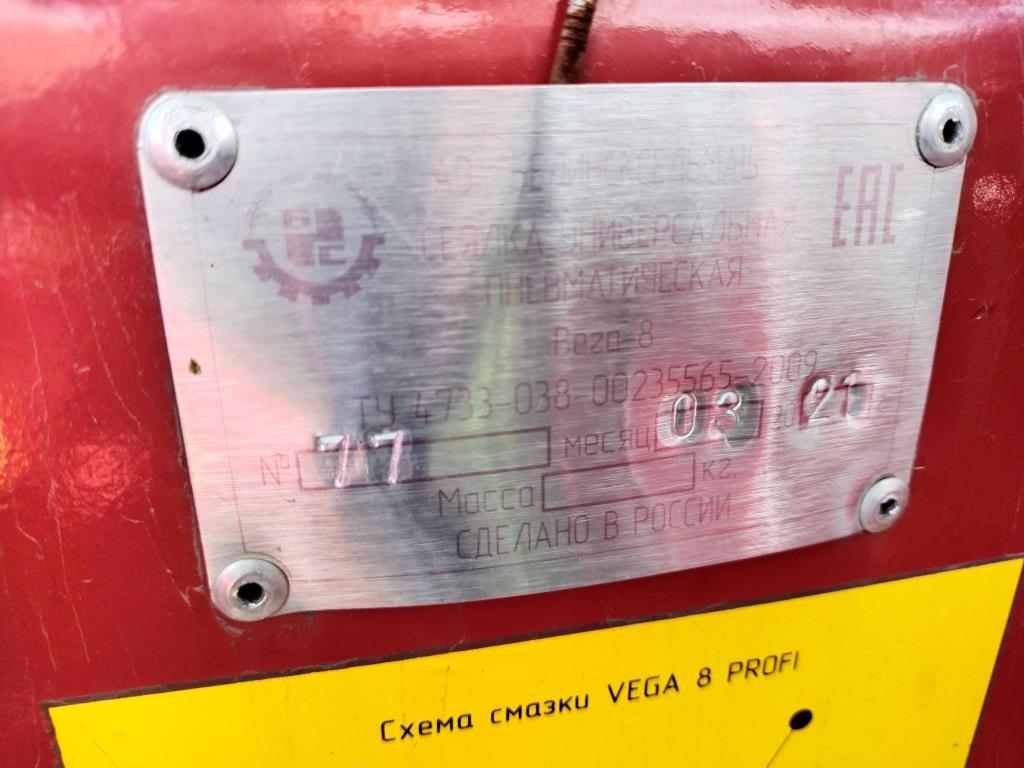 АО БЕЛИНСКСЕЛЬМАШ
EAC
СЕЯЛКА УНИВЕРСАЛЬНАЯ
ПНЕВМАТИЧЕСКАЯ
Вега-8
ТУ 4733-038-00235565-2009
№ 77 месяц 03 20 21
Масса кг.
СДЕЛАНО В РОССИИ
Схема смазки VEGA 8 PROFI